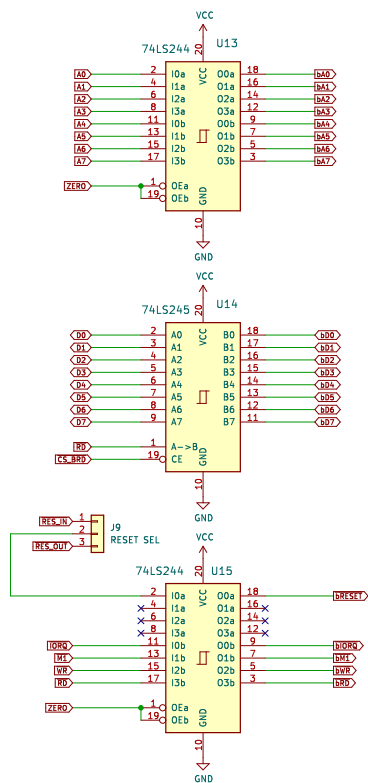 VCC
74LS244 U13
20
VCC
A0 2 I0a O0a 18 bA0
A1 4 I1a O1a 16 bA1
A2 6 I2a O2a 14 bA2
A3 8 I3a O3a 12 bA3
A4 11 I0b O0b 9 bA4
A5 13 I1b O1b 7 bA5
A6 15 I2b O2b 5 bA6
A7 17 I3b O3b 3 bA7
ZERO 1 OEa
19 OEb
GND
10
GND
VCC
74LS245 U14
20
VCC
D0 2 A0 B0 18 bD0
D1 3 A1 B1 17 bD1
D2 4 A2 B2 16 bD2
D3 5 A3 B3 15 bD3
D4 6 A4 B4 14 bD4
D5 7 A5 B5 13 bD5
D6 8 A6 B6 12 bD6
D7 9 A7 B7 11 bD7
RD 1 A->B
CS_BRD 19 CE
GND
10
GND
RES_IN 1
2
RES_OUT 3
J9
RESET SEL
VCC
74LS244 U15
20
VCC
2 I0a O0a 18 bRESET
4 I1a O1a 16
6 I2a O2a 14
8 I3a O3a 12
IORQ 11 I0b O0b 9 bIORQ
M1 13 I1b O1b 7 bM1
WR 15 I2b O2b 5 bWR
RD 17 I3b O3b 3 bRD
ZERO 1 OEa
19 OEb
GND
10
GND